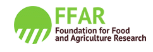 FFAR
Foundation for Food
and Agriculture Research